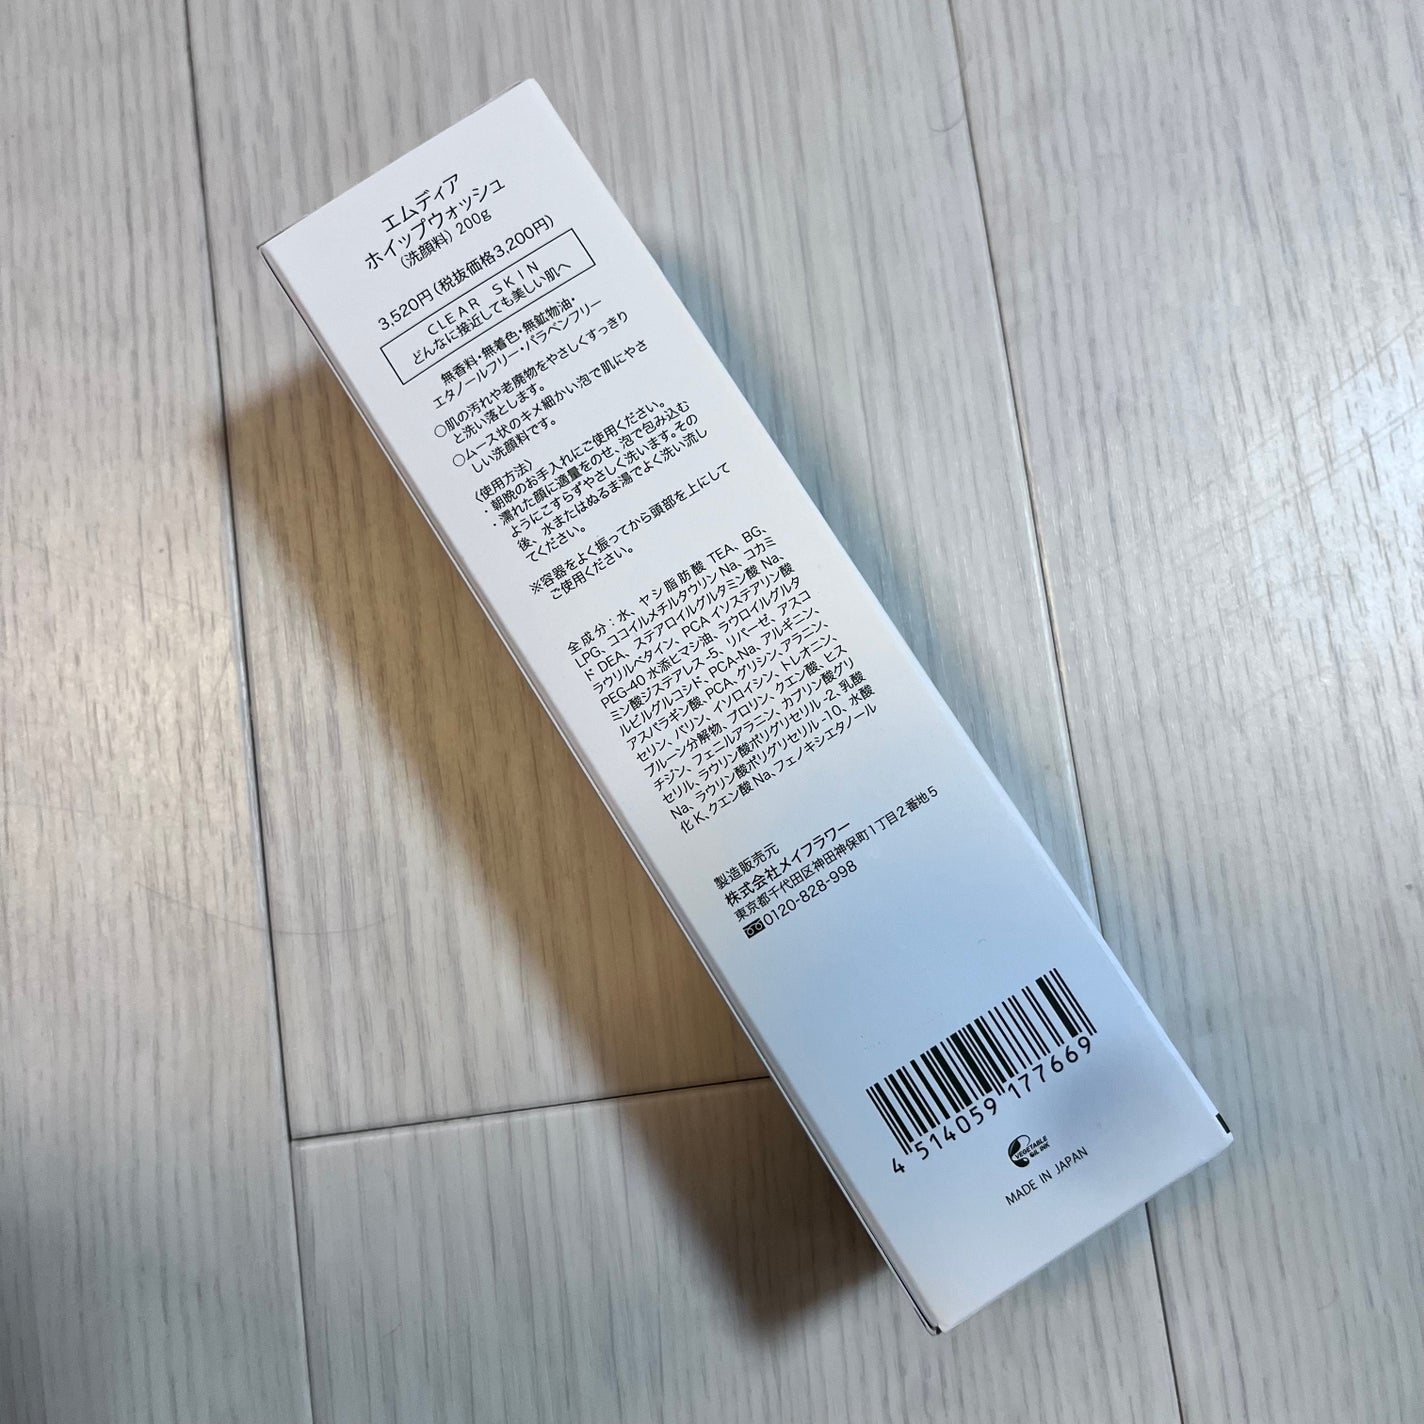 エムディア
ホイップウォッシュ
(洗顔料) 200g
3,520円(税抜価格3,200円)
CLEAR SKIN
どんなに接近しても美しい肌へ
無香料・無着色・無鉱物油・
エタノールフリー・パラベンフリー
○肌の汚れや老廃物をやさしくすっきり
と洗い落とします。
○ムース状のキメ細かい泡で肌にやさ
しい洗顔料です。
〈使用方法〉
・朝晩のお手入れにご使用ください。
・濡れた顔に適量をのせ、泡で包み込む
ようにこすらずやさしく洗います。その
後、水またはぬるま湯でよく洗い流し
てください。
※容器をよく振ってから頭部を上にして
ご使用ください。
全成分：水、ヤシ脂肪酸 TEA、BG、
LPG、ココイルメチルタウリン Na、コカミ
ド DEA、ステアロイルグルタミン酸 Na、
ラウリルベタイン、PCA イソステアリン酸
PEG-40 水添ヒマシ油、ラウロイルグルタ
ミン酸ジステアレス -5、リパーゼ、アスコ
ルビルグルコシド、PCA-Na、アルギニン、
アスパラギン酸、PCA、グリシン、アラニン、
セリン、バリン、イソロイシン、トレオニン、
プルーン分解物、プロリン、クエン酸、ヒス
チジン、フェニルアラニン、カプリン酸グリ
セリル、ラウリン酸ポリグリセリル -2、乳酸
Na、ラウリン酸ポリグリセリル -10、水酸
化 K、クエン酸 Na、フェノキシエタノール
製造販売元
株式会社メイフラワー
東京都千代田区神田神保町1丁目2番地5
0120-828-998
4 514059 177669
VEGETABLE
OIL INK
MADE IN JAPAN